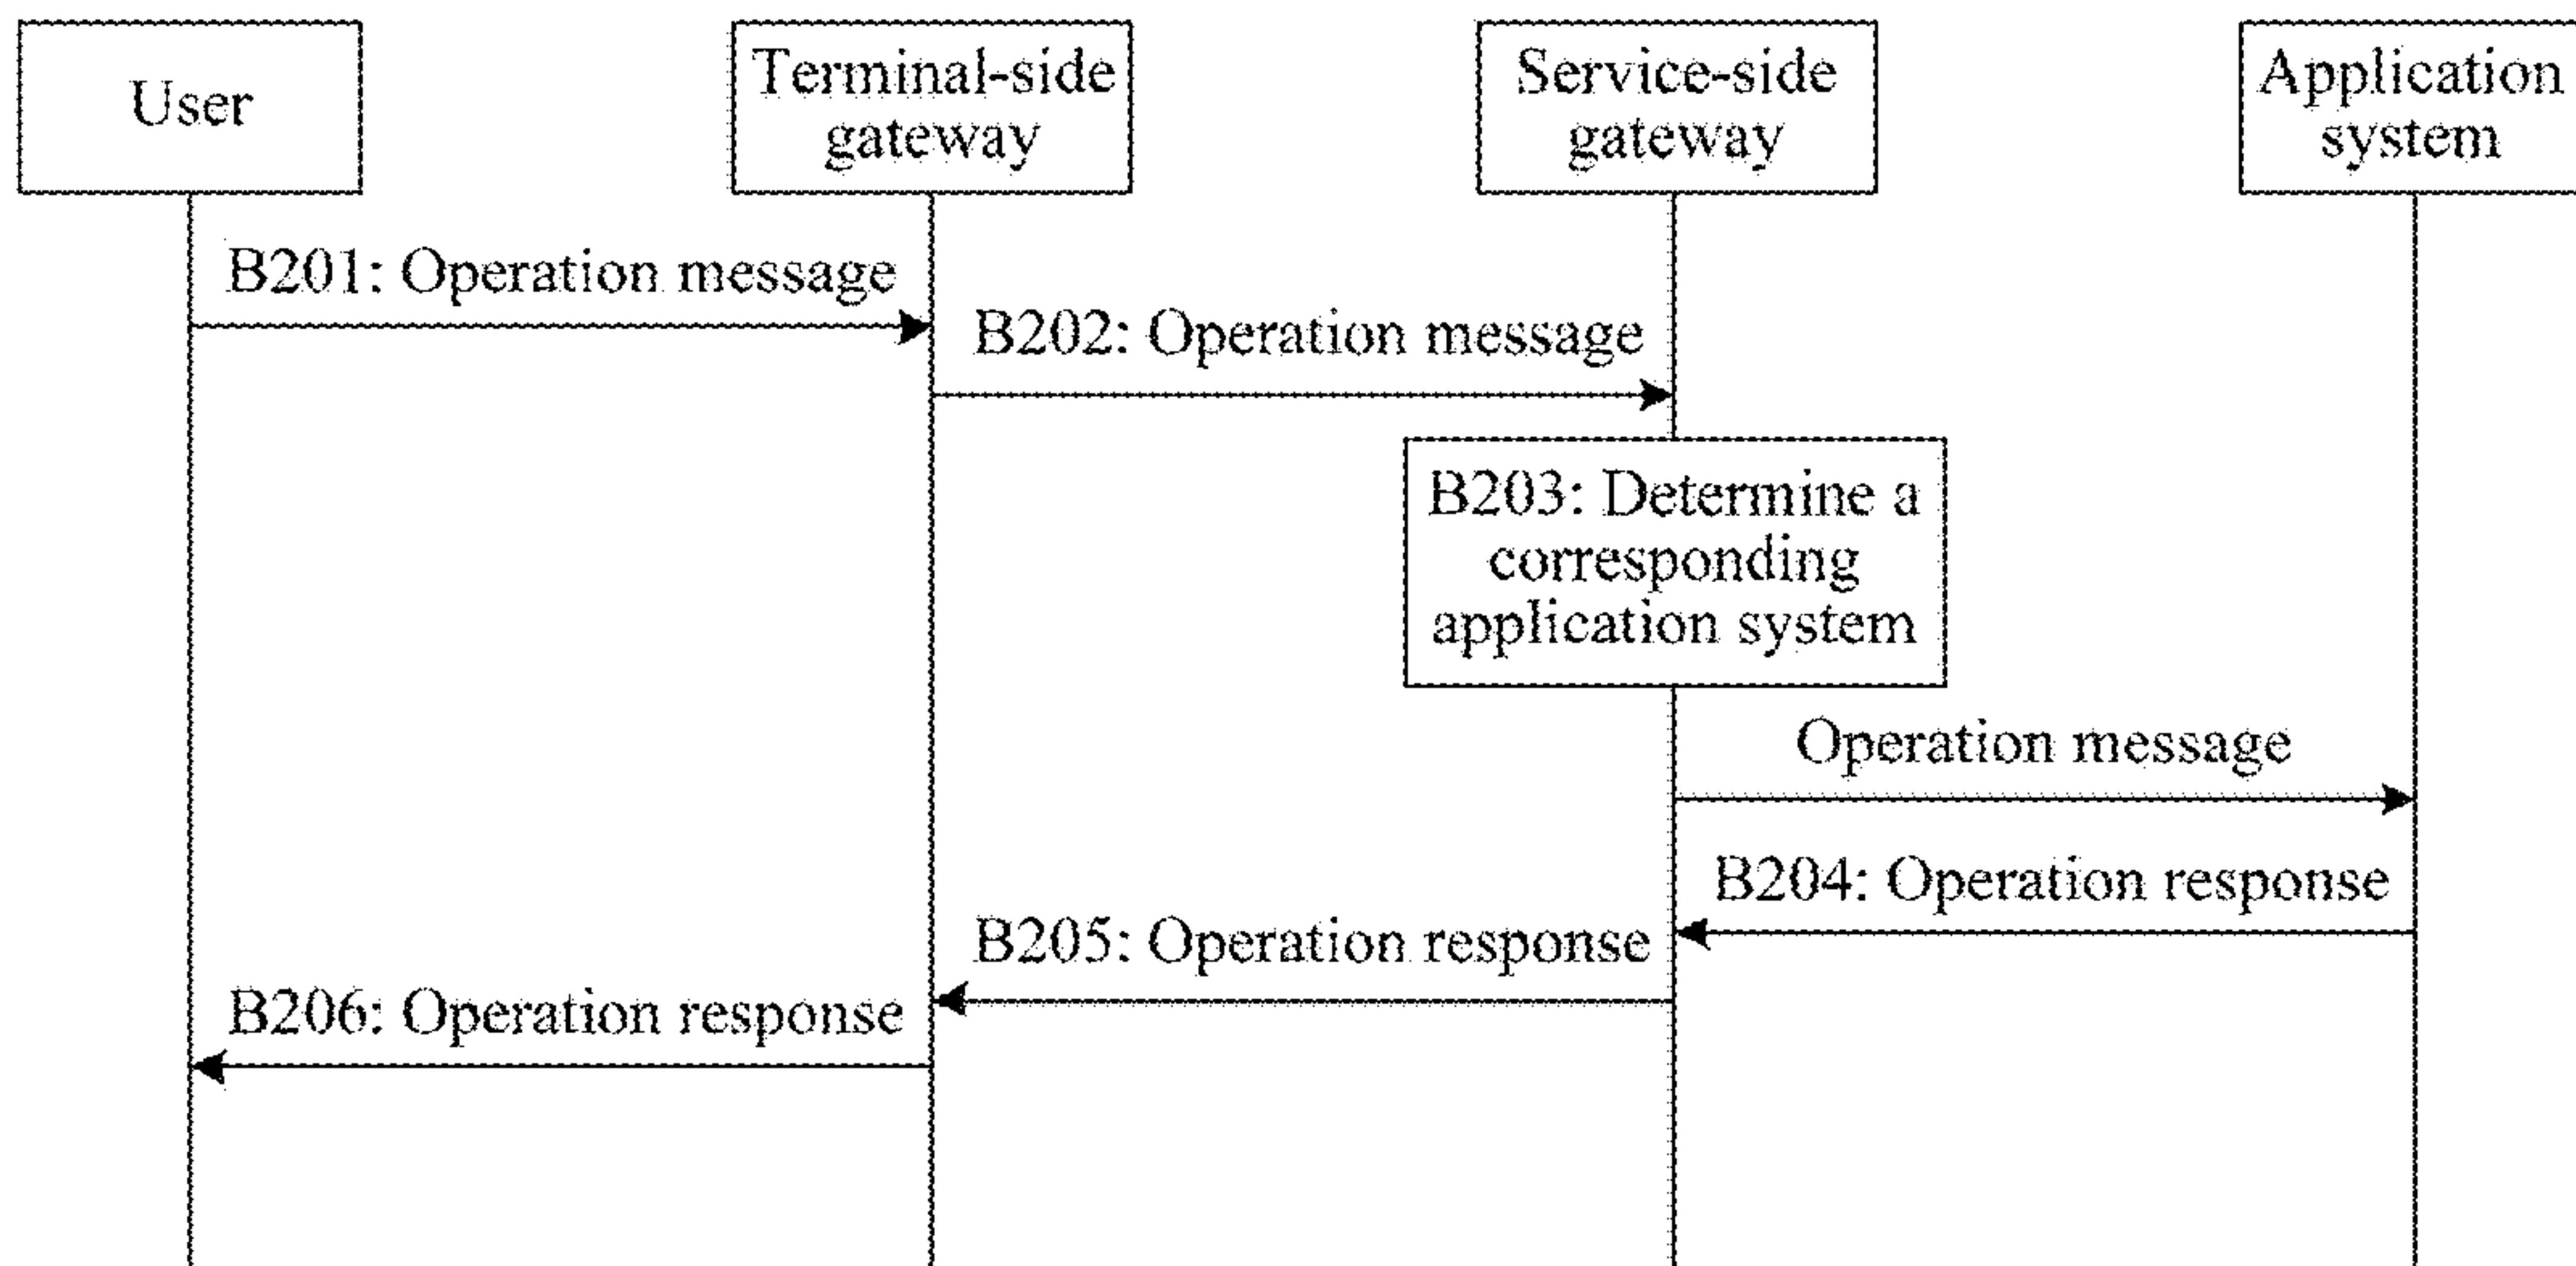 User
Terminal-side
gateway
Service-side
gateway
Application
system
B201: Operation message
B202: Operation message
B203: Determine a
corresponding
application system
Operation message
B204: Operation response
B205: Operation response
B206: Operation response